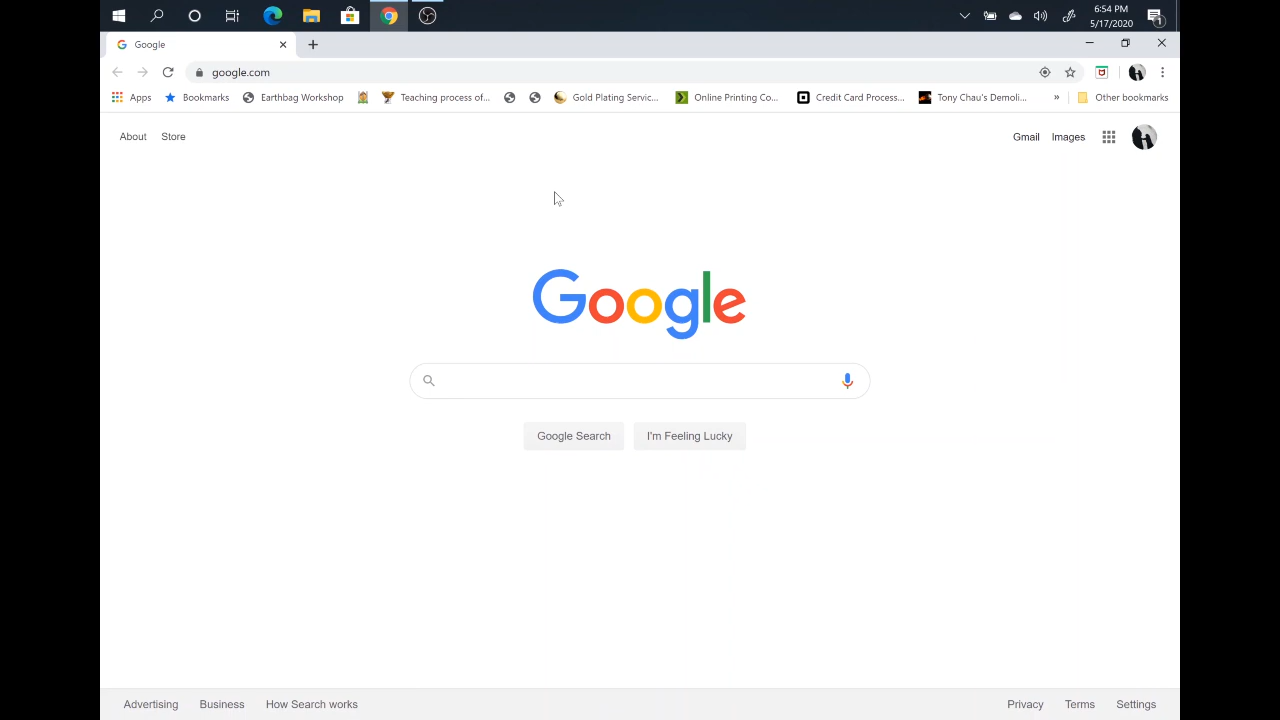 6:54 PM
5/17/2020
1
Google
google.com
Apps Bookmarks Earthbag Workshop Teaching process of... Gold Plating Servic... Online Printing Co... Credit Card Process... Tony Chau's Demoli... » Other bookmarks
About Store Gmail Images
Google
Google Search I'm Feeling Lucky
Advertising Business How Search works Privacy Terms Settings